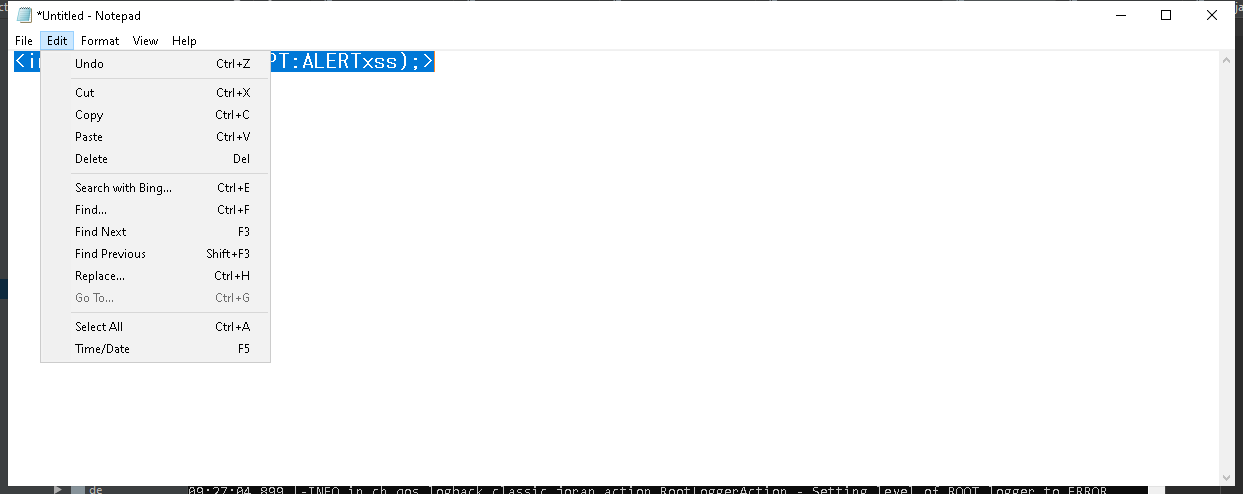 *Untitled - Notepad
File Edit Format View Help
<i PT:ALERTxss);>
Undo Ctrl+Z
Cut Ctrl+X
Copy Ctrl+C
Paste Ctrl+V
Delete Del
Search with Bing... Ctrl+E
Find... Ctrl+F
Find Next F3
Find Previous Shift+F3
Replace... Ctrl+H
Go To... Ctrl+G
Select All Ctrl+A
Time/Date F5
de 09:27:04,899 |-INFO in ch.qos.logback.classic.joran.action.RootLoggerAction - Setting level of ROOT logger to ERROR